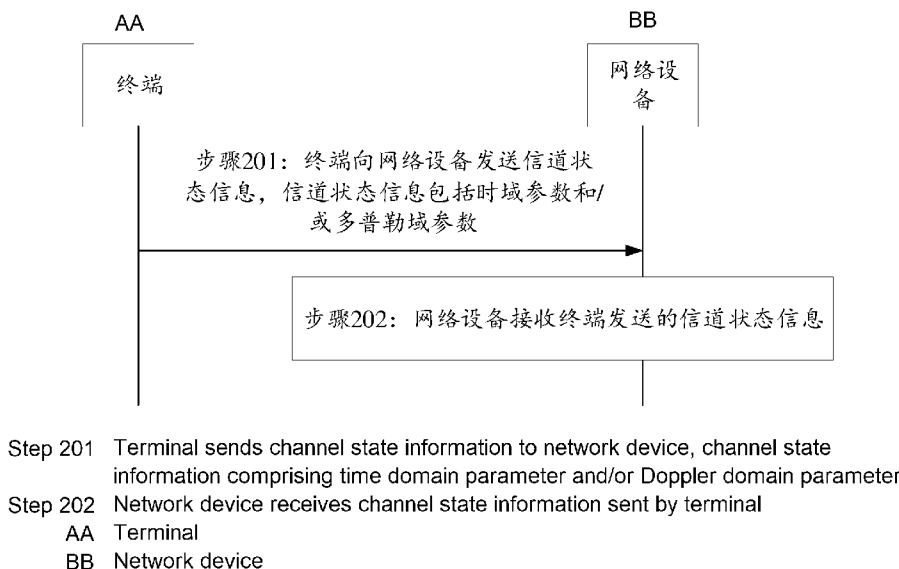 AA
BB
终端
网络设
备
步骤201：终端向网络设备发送信道状
态信息，信道状态信息包括时域参数和/
或多普勒域参数
步骤202：网络设备接收终端发送的信道状态信息
Step 201 Terminal sends channel state information to network device, channel state
information comprising time domain parameter and/or Doppler domain parameter
Step 202 Network device receives channel state information sent by terminal
AA Terminal
BB Network device